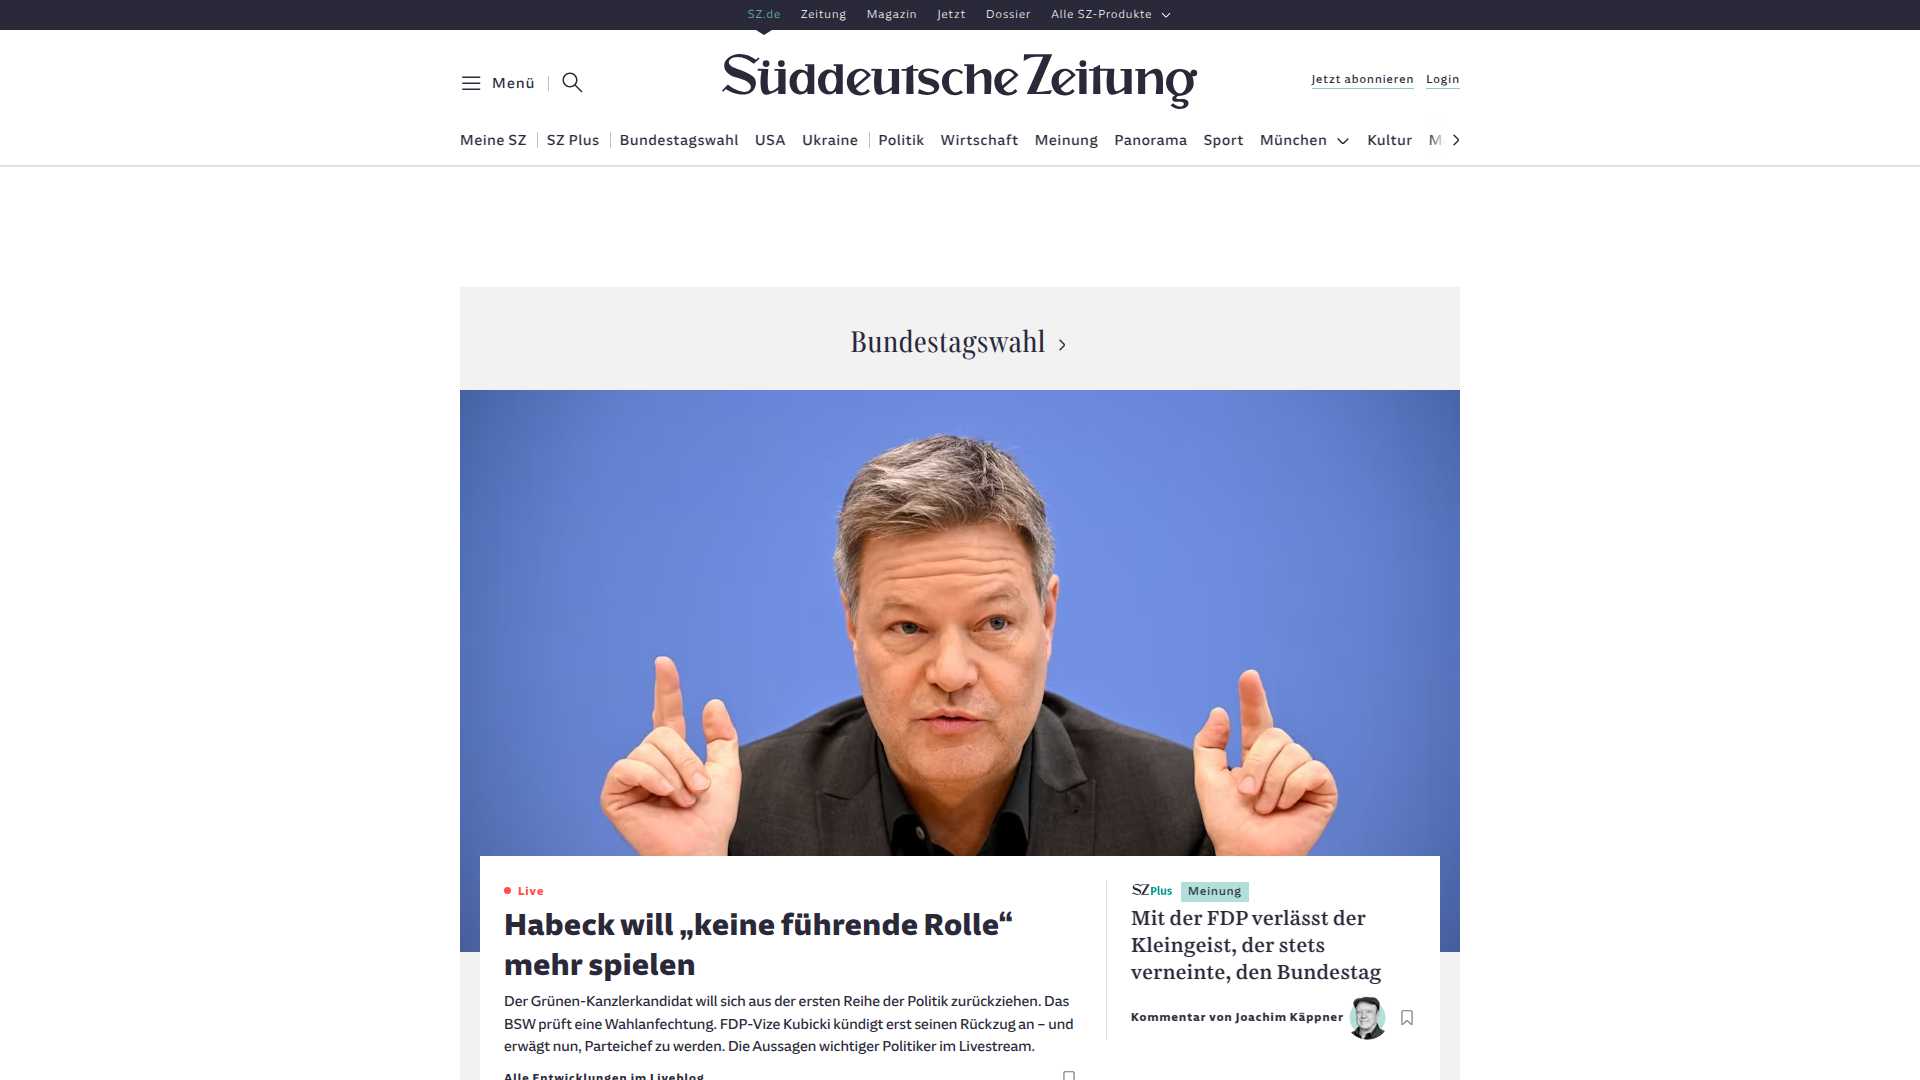 SZ.de Zeitung Magazin Jetzt Dossier Alle SZ-Produkte
Menü
Süddeutsche Zeitung
Jetzt abonnieren Login
Meine SZ SZ Plus Bundestagswahl USA Ukraine Politik Wirtschaft Meinung Panorama Sport München Kultur M
Bundestagswahl
Live
Habeck will „keine führende Rolle“
mehr spielen
Der Grünen-Kanzlerkandidat will sich aus der ersten Reihe der Politik zurückziehen. Das
BSW prüft eine Wahlanfechtung. FDP-Vize Kubicki kündigt erst seinen Rückzug an – und
erwägt nun, Parteichef zu werden. Die Aussagen wichtiger Politiker im Livestream.
Alle Entwicklungen im Liveblog
SZ Plus Meinung
Mit der FDP verlässt der
Kleingeist, der stets
verneinte, den Bundestag
Kommentar von Joachim Käppner